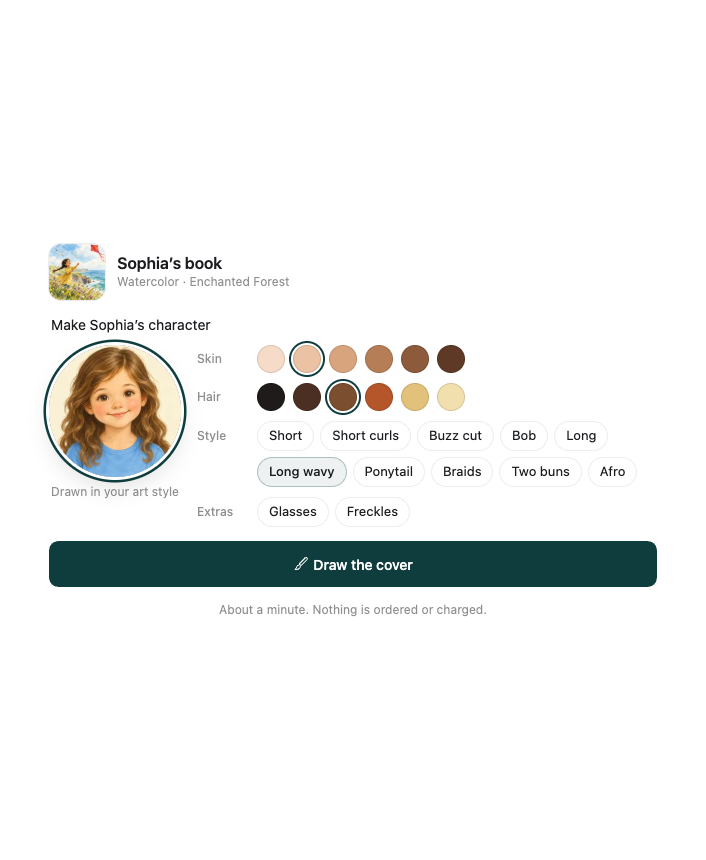 Sophia's book
Watercolor · Enchanted Forest
Make Sophia's character
Skin
Hair
Style
Short
Short curls
Buzz cut
Bob
Long
Long wavy
Ponytail
Braids
Two buns
Afro
Drawn in your art style
Extras
Glasses
Freckles
Draw the cover
About a minute. Nothing is ordered or charged.